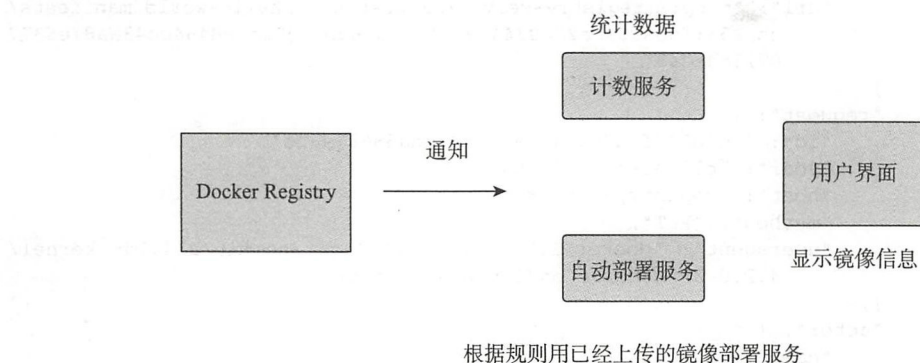 统计数据
计数服务
通知
Docker Registry
用户界面
自动部署服务
显示镜像信息
根据规则用已经上传的镜像部署服务